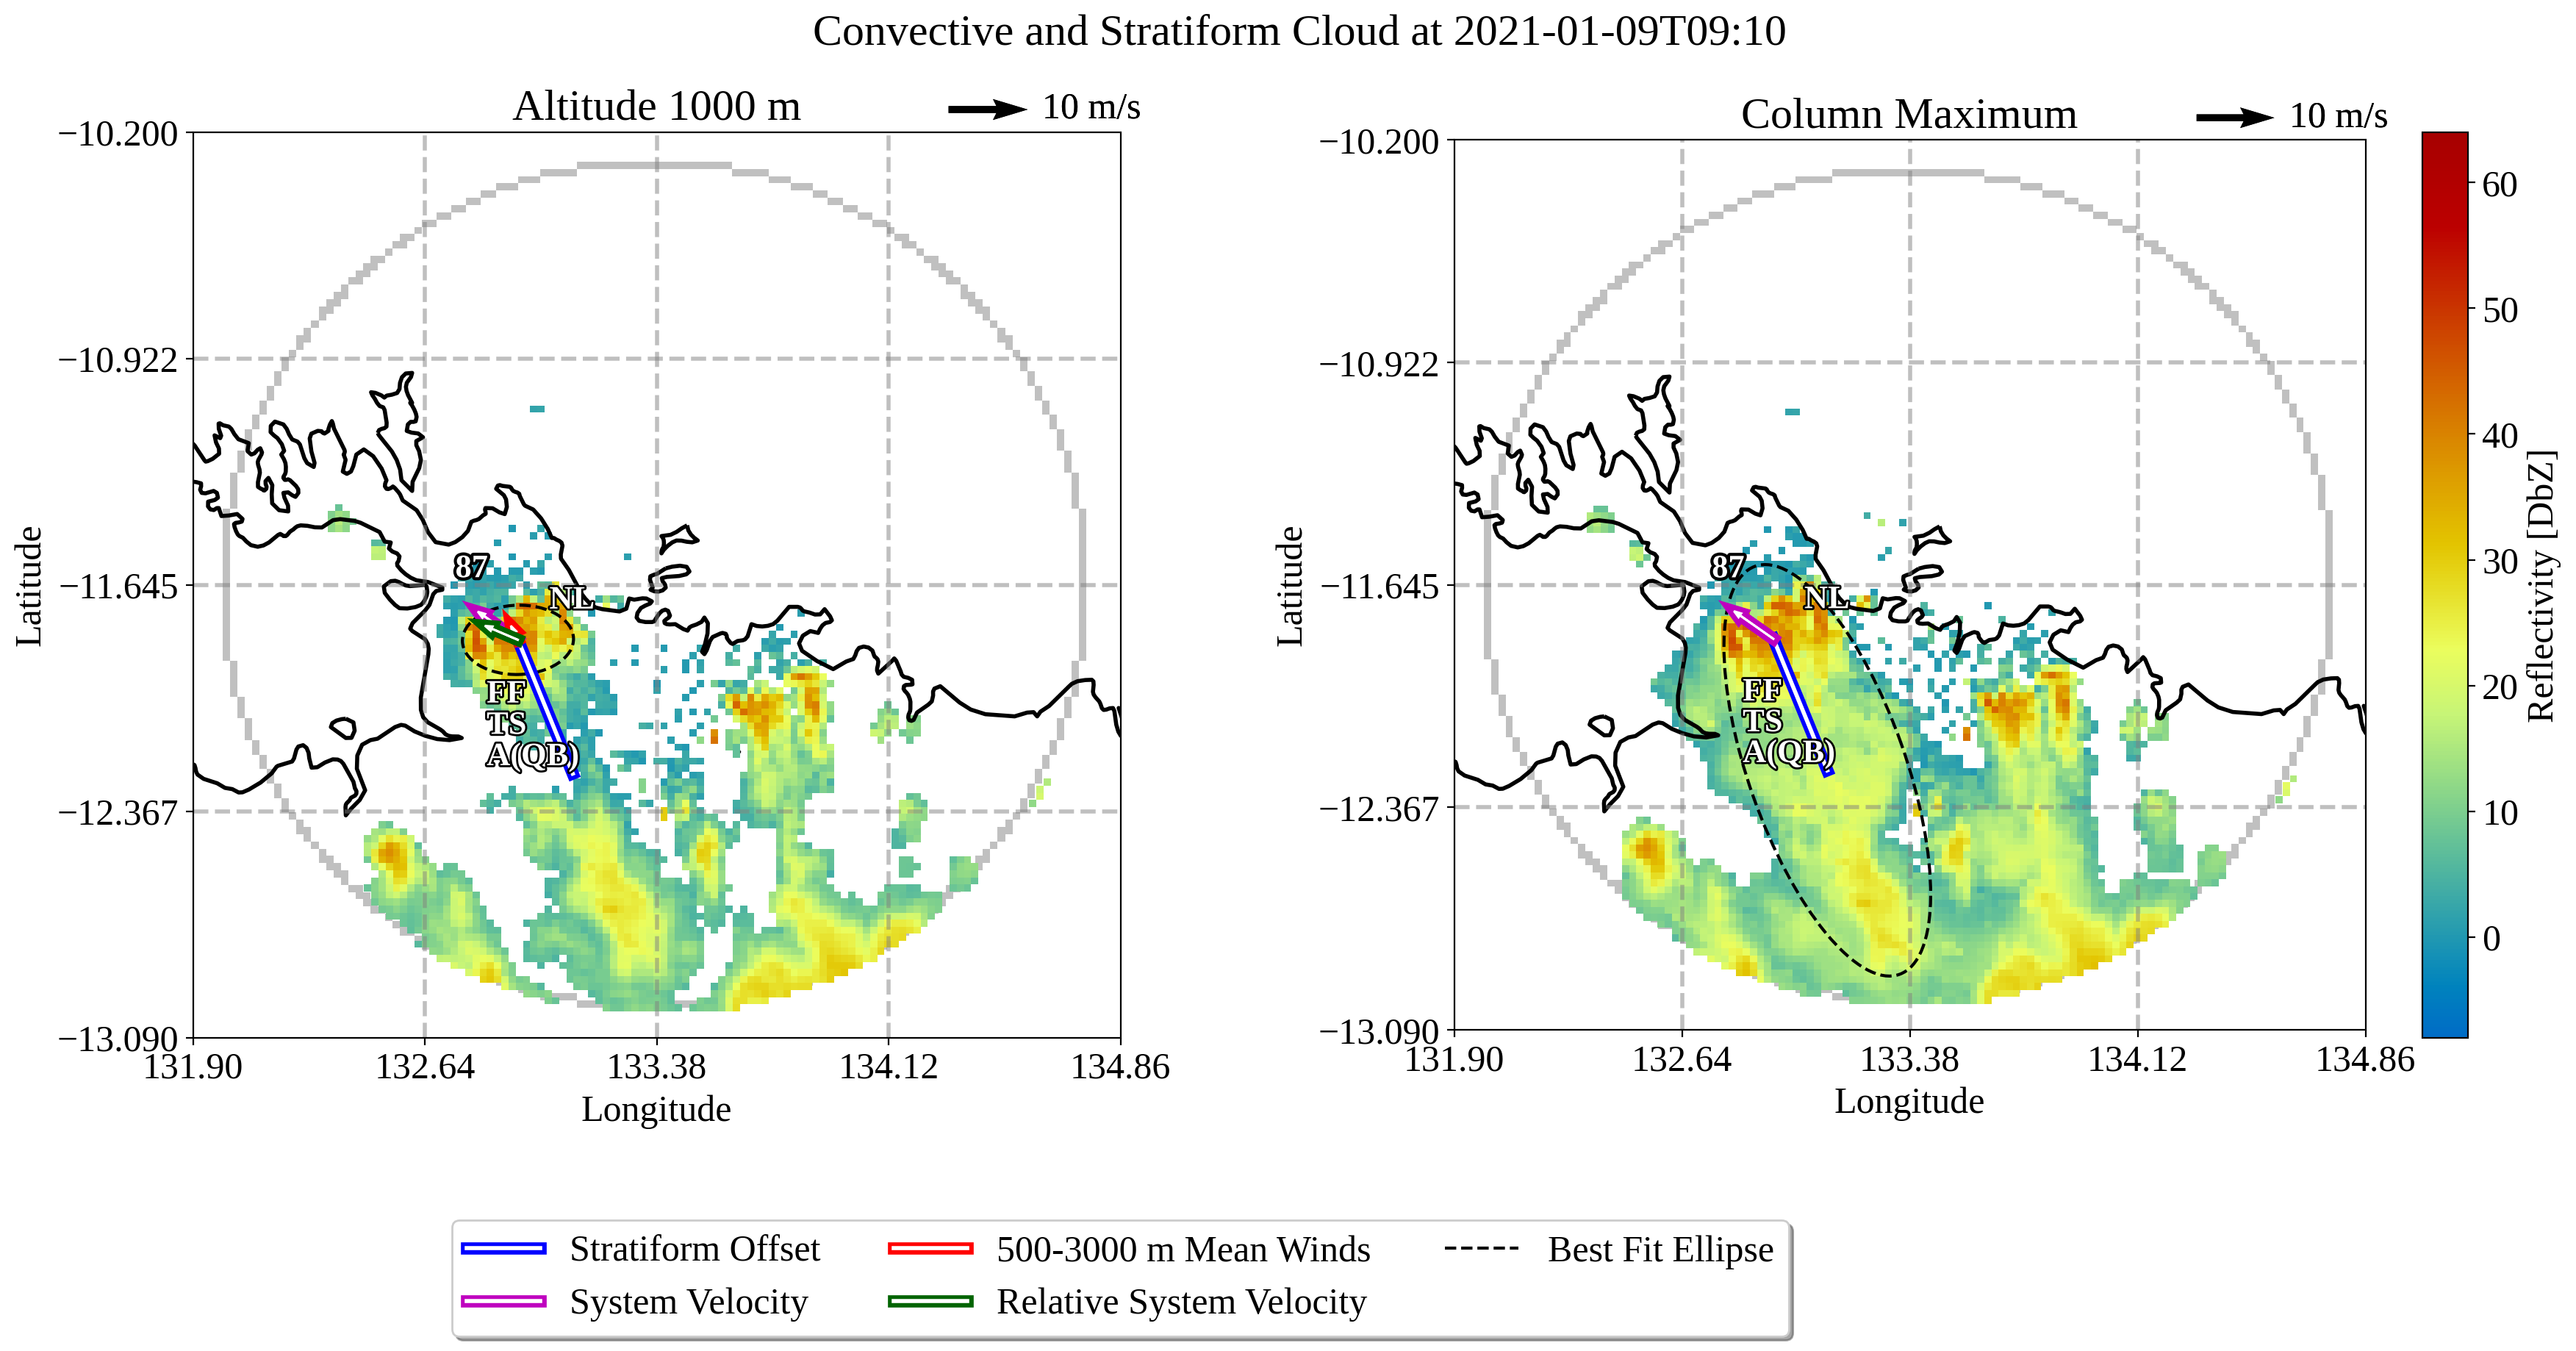 Convective and Stratiform Cloud at 2021-01-09T09:10
Altitude 1000 m
10 m/s
−10.200
−10.922
−11.645
−12.367
−13.090
Latitude
87
NL
FF
TS
A(QB)
131.90
132.64
133.38
134.12
134.86
Longitude
Column Maximum
10 m/s
−10.200
−10.922
−11.645
−12.367
−13.090
Latitude
87
NL
FF
TS
A(QB)
131.90
132.64
133.38
134.12
134.86
Longitude
60
50
40
30
20
10
0
Reflectivity [DbZ]
Stratiform Offset
System Velocity
500-3000 m Mean Winds
Relative System Velocity
Best Fit Ellipse